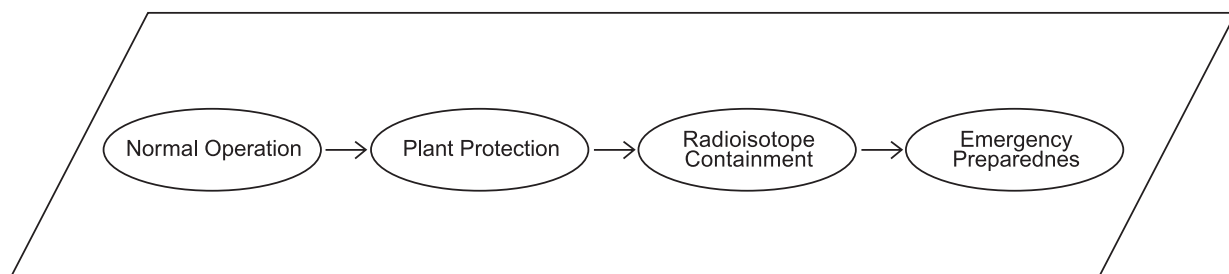 Normal Operation
Plant Protection
Radioisotope
Containment
Emergency
Preparednes